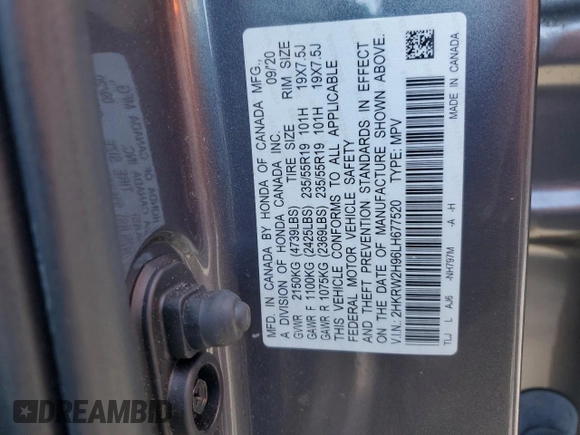 MFD. IN CANADA BY HONDA OF CANADA MFG.,
A DIVISION OF HONDA CANADA INC. 09/'20
TIRE SIZE RIM SIZE
GVWR 2150KG (4739LBS)
GAWR F 1100KG (2425LBS) 235/55R19 101H 19X7.5J
GAWR R 1075KG (2369LBS) 235/55R19 101H 19X7.5J
THIS VEHICLE CONFORMS TO ALL APPLICABLE
FEDERAL MOTOR VEHICLE SAFETY
AND THEFT PREVENTION STANDARDS IN EFFECT
ON THE DATE OF MANUFACTURE SHOWN ABOVE.
V.I.N. 2HKRW2H96LH677520 TYPE: MPV
TLJ L AJ6 -NH797M -A -H MADE IN CANADA
DREAMBID